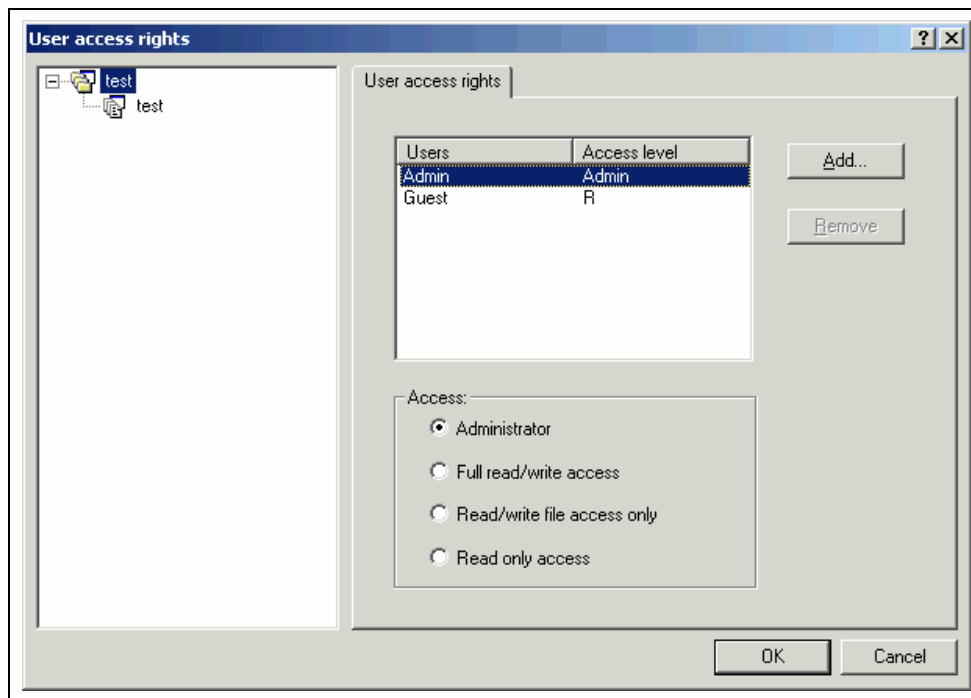 User access rights
test
test
User access rights
Users Access level
Admin Admin
Guest R
Add...
Remove
Access:
Administrator
Full read/write access
Read/write file access only
Read only access
OK Cancel